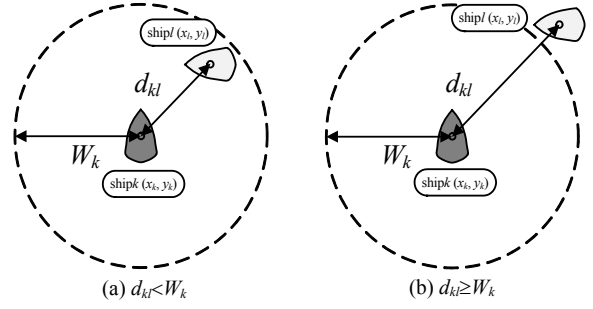 shipl (xl, yl)
dkl
Wk
shipk (xk, yk)
(a) dkl<Wk
shipl (xl, yl)
dkl
Wk
shipk (xk, yk)
(b) dkl≥Wk